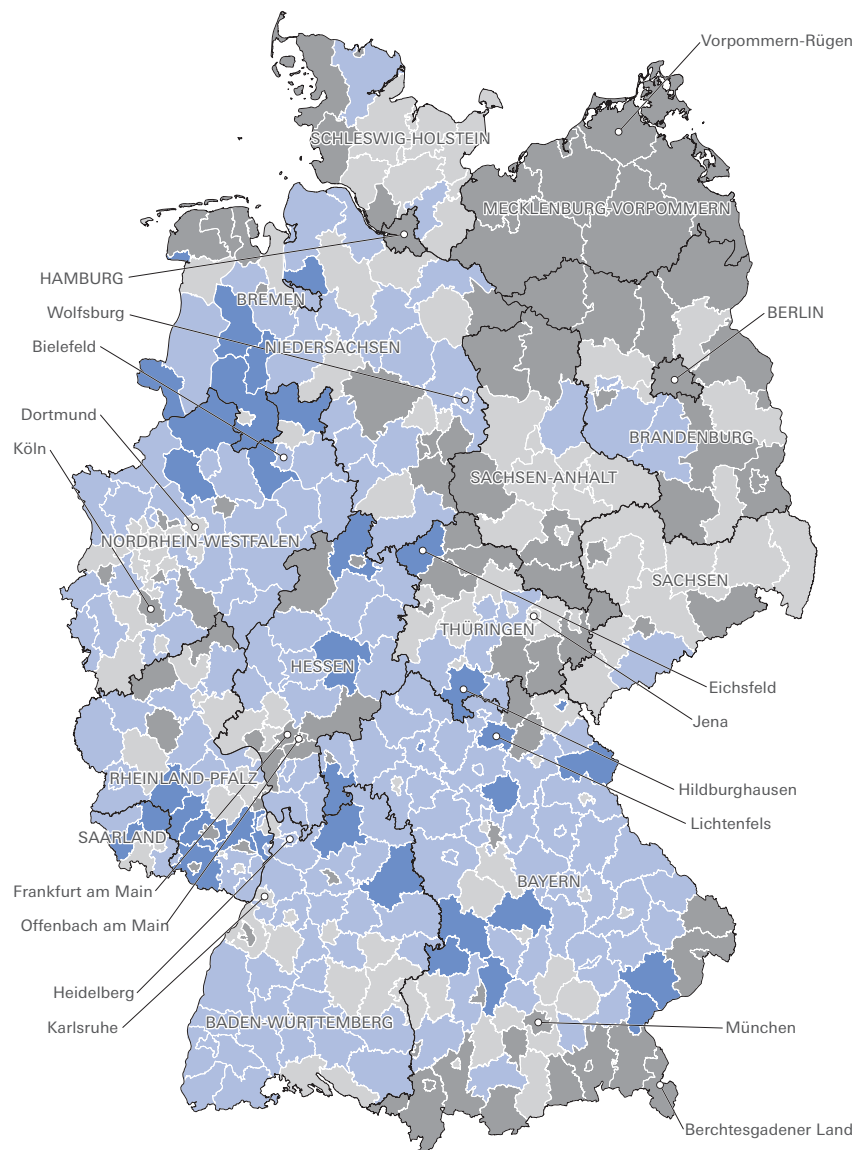 Vorpommern-Rügen
SCHLESWIG-HOLSTEIN
MECKLENBURG-VORPOMMERN
HAMBURG
BREMEN
Wolfsburg
BERLIN
Bielefeld
NIEDERSACHSEN
Dortmund
BRANDENBURG
Köln
SACHSEN-ANHALT
NORDRHEIN-WESTFALEN
SACHSEN
THÜRINGEN
HESSEN
Eichsfeld
Jena
RHEINLAND-PFALZ
Hildburghausen
Lichtenfels
SAARLAND
BAYERN
Frankfurt am Main
Offenbach am Main
Heidelberg
Karlsruhe
BADEN-WÜRTTEMBERG
München
Berchtesgadener Land